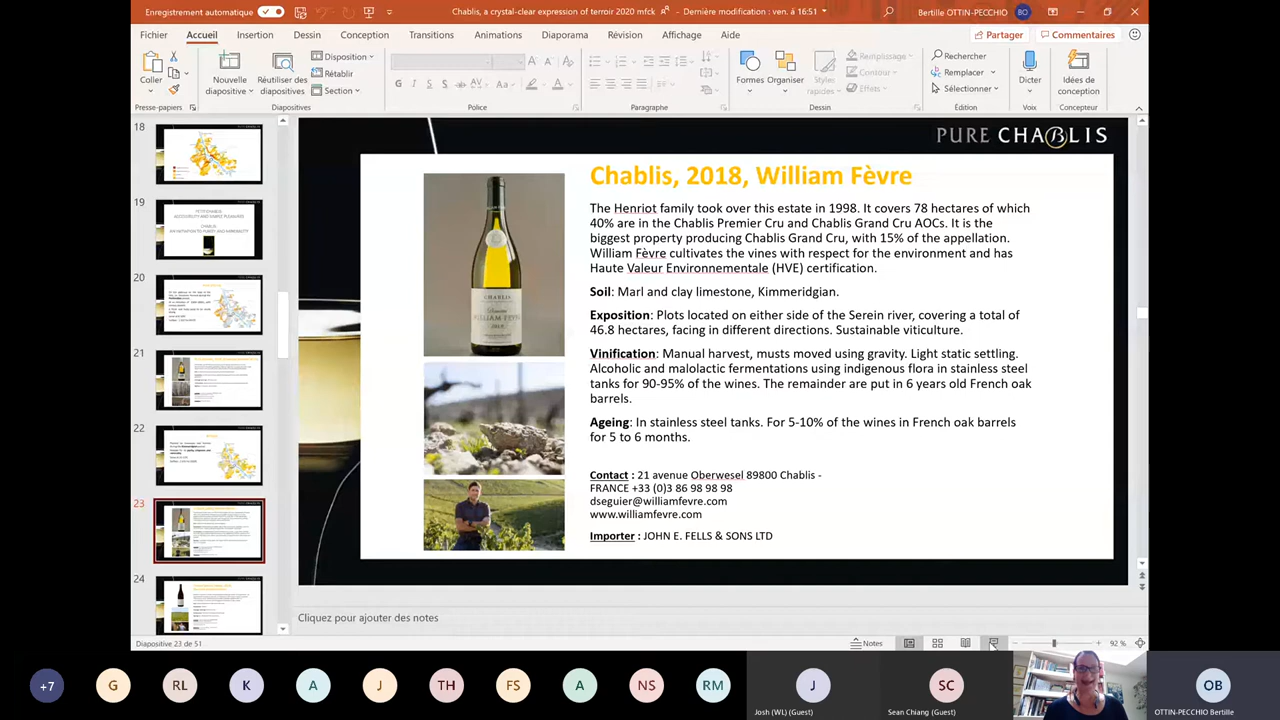 Enregistrement automatique
Chablis, a crystal-clear expression of terroir 2020 mfck - Dernière modification : ven. à 16:51
Bertille OTTIN-PECCHIO
BO
Fichier Accueil Insertion Dessin Conception Transitions Animations Diaporama Révision Affichage Aide
Partager
Commentaires
Coller
Nouvelle diapositive
Réutiliser des diapositives
Disposition
Rétablir
Section
Remplissage
Contour
Effets
Formes
Organiser
Styles rapides
Rechercher
Remplacer
Sélectionner
Dicter
Idées de conception
Presse-papiers
Diapositives
Police
Paragraphe
Dessin
Édition
Voix
Concepteur
18
19
20
21
22
23
24
PURE CHABLIS
Chablis, 2018, William Fèvre
The Henriot family took over this estate in 1998. It covers 78 hectares of which
40% are in the Chablis Premier Cru and Chablis Grand Cru AOCs. It is the
biggest property producing Chablis Grand Cru, with 15% of the appellation.
William Fèvre cultivates the vines with respect for the environment and has
Haute Valeur Environnementale (HVE) certification.
clay limestone, Kimmeridgian.
Exposition: Plots located on either side of the Serein river, covering a total of
46.8 hectares, facing in different directions. Sustainable viticulture.
harvest, musts moved using gravity. Light static settling.
Alcoholic and malolactic fermentations using indigenous flora in stainless steel
tanks for 90-95% of the wines. The remainder are put in 6 years old French oak
barrels.
Ageing: In stainless steel tanks. For 5-10% of the wines in French oak barrels
for 5 to 6 months.
Contact : 21 avenue Oberwesel 89800 Chablis -
FRANCE +33 (0)3 86 98 98 98
dseguier@williamfevre.com
www.williamfevre.com
Importer: JOHN E. FELLS & SONS LTD
CHABLIS
WILLIAM FEVRE
Cliquez pour ajouter des notes
Diapositive 23 de 51
Notes
92 %
+7
G
RL
K
A
J
TH
FS
A
NS
RM
J
SC
OB
Josh (WL) (Guest)
Sean Chiang (Guest)
OTTIN-PECCHIO Bertille